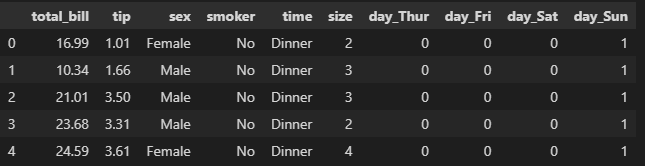 total_bill tip sex smoker time size day_Thur day_Fri day_Sat day_Sun
0 16.99 1.01 Female No Dinner 2 0 0 0 1
1 10.34 1.66 Male No Dinner 3 0 0 0 1
2 21.01 3.50 Male No Dinner 3 0 0 0 1
3 23.68 3.31 Male No Dinner 2 0 0 0 1
4 24.59 3.61 Female No Dinner 4 0 0 0 1